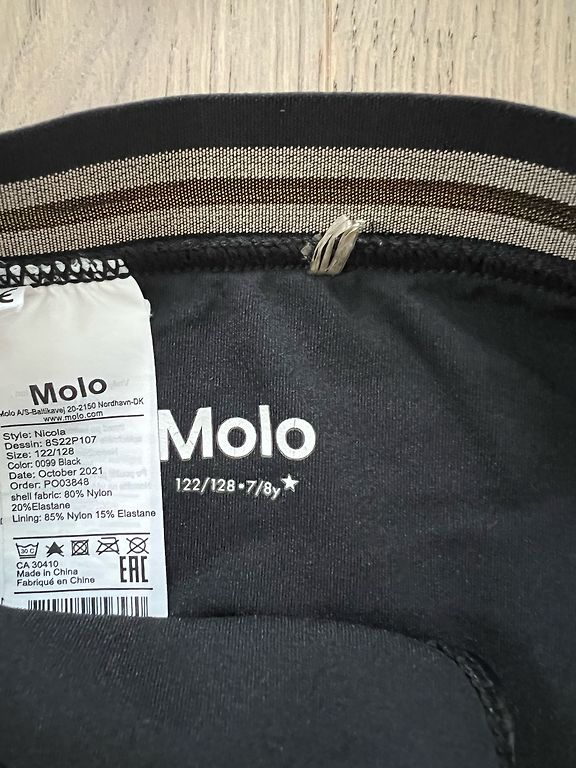 Molo
Molo A/S-Baltikavej 20-2150 Nordhavn-DK
www.molo.com
Style: Nicola
Dessin: 8S22P107
Size: 122/128
Color: 0099 Black
Date: October 2021
Order: PO03848
shell fabric: 80% Nylon
20%Elastane
Lining: 85% Nylon 15% Elastane
30 C
CA 30410
Made in China
Fabriqué en Chine
EAC
Molo
122/128•7/8y★